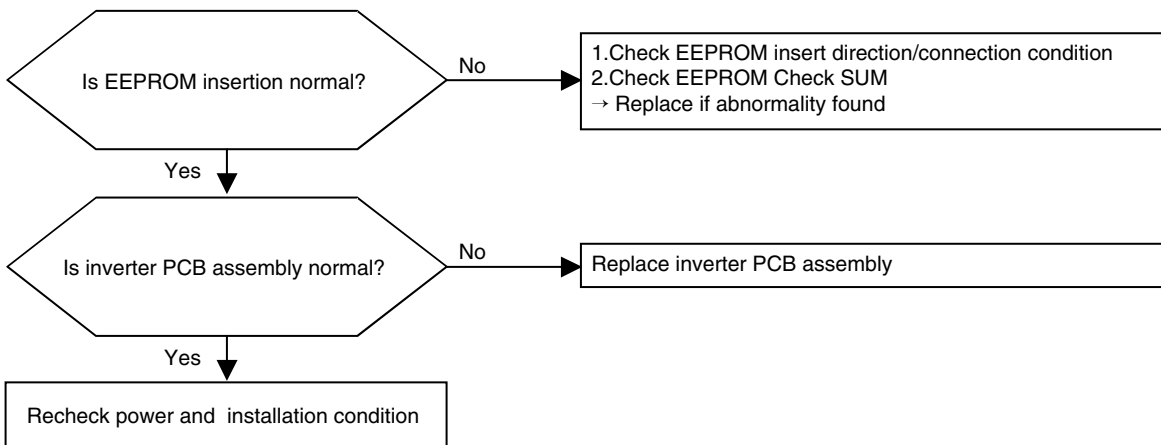 Is EEPROM insertion normal?
No
1.Check EEPROM insert direction/connection condition
2.Check EEPROM Check SUM
→ Replace if abnormality found
Yes
Is inverter PCB assembly normal?
No
Replace inverter PCB assembly
Yes
Recheck power and  installation condition